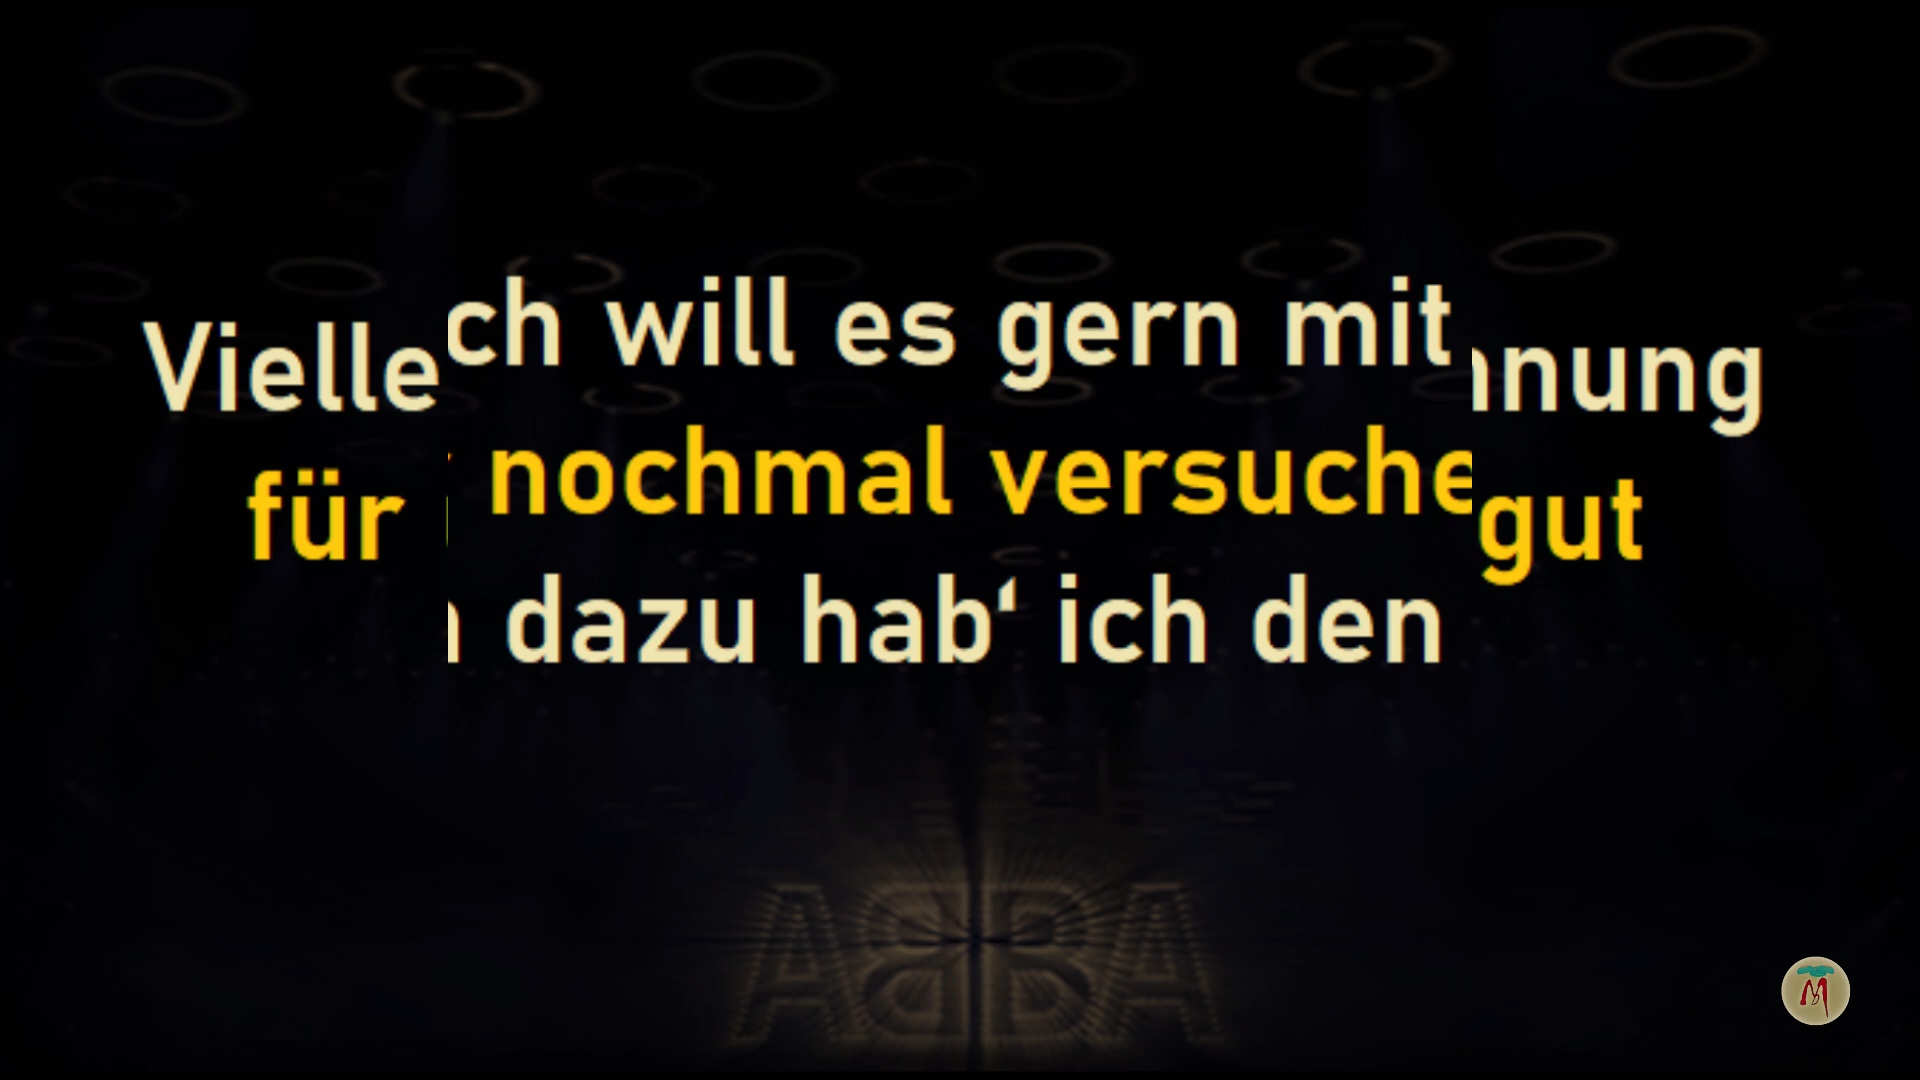 Vielle
ch will es gern mit
nnung
für
nochmal versuche
gut
dazu hab‘ ich den
ABBA